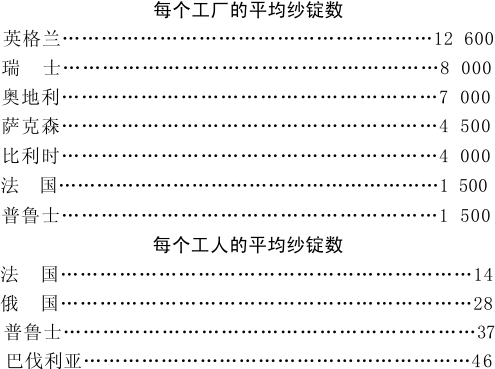 每个工厂的平均纱锭数
英格兰……………………………………………………12 600
瑞　士……………………………………………………8 000
奥地利……………………………………………………7 000
萨克森……………………………………………………4 500
比利时……………………………………………………4 000
法　国……………………………………………………1 500
普鲁士……………………………………………………1 500
每个工人的平均纱锭数
法　国…………………………………………………………14
俄　国…………………………………………………………28
普鲁士…………………………………………………………37
巴伐利亚………………………………………………………46